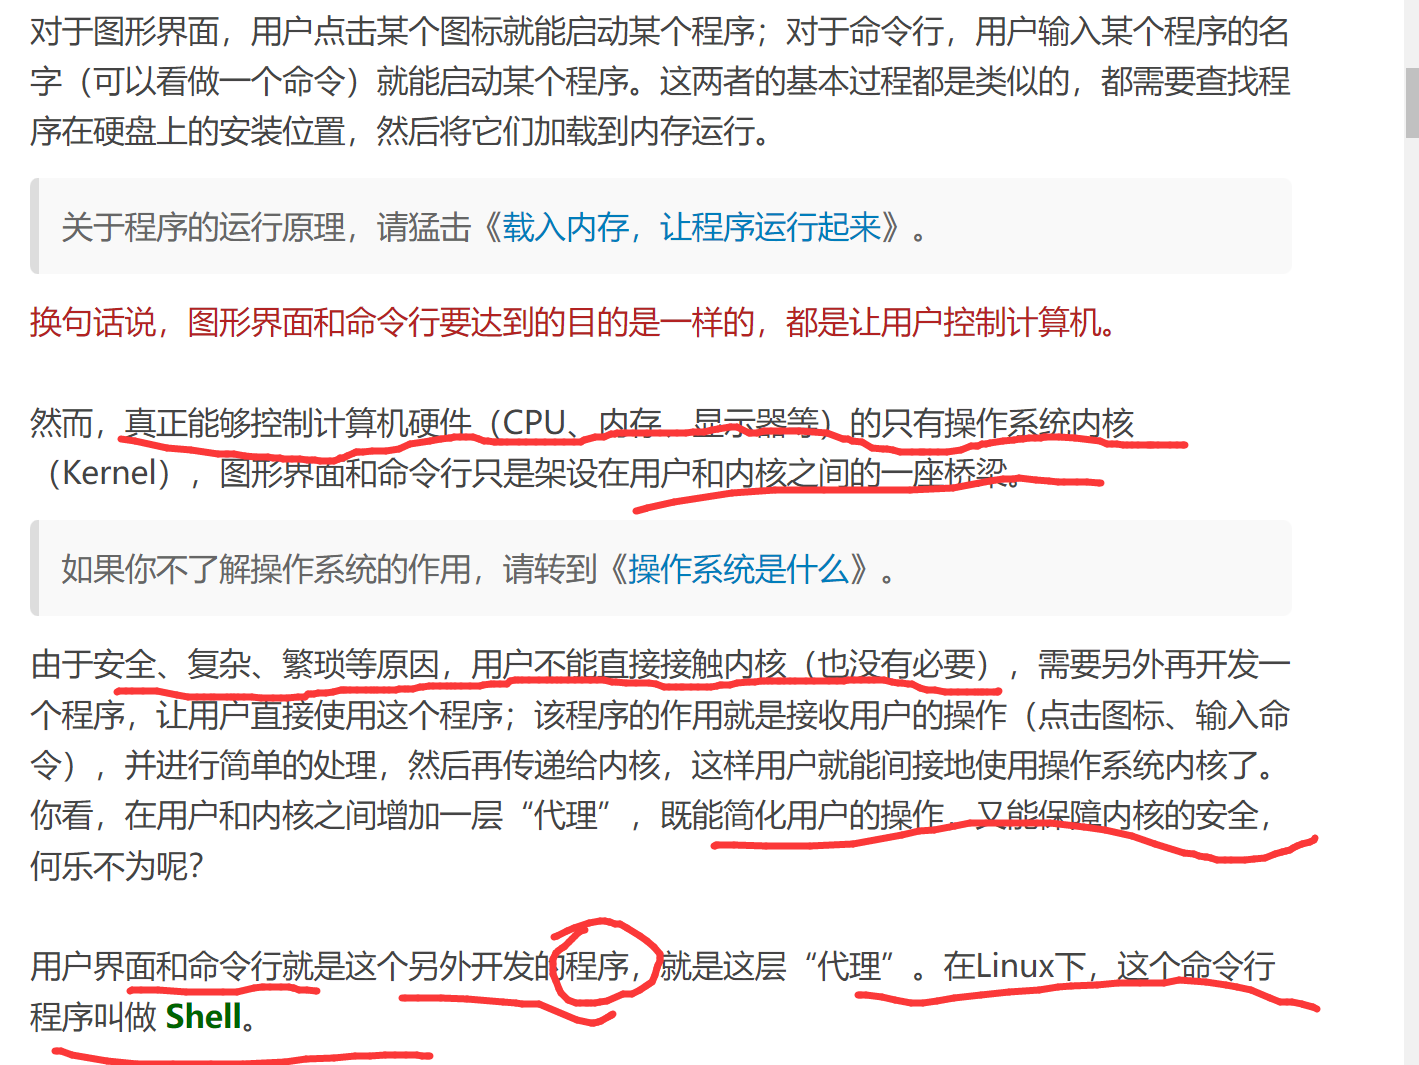 对于图形界面，用户点击某个图标就能启动某个程序；对于命令行，用户输入某个程序的名
字（可以看做一个命令）就能启动某个程序。这两者的基本过程都是类似的，都需要查找程
序在硬盘上的安装位置，然后将它们加载到内存运行。
关于程序的运行原理，请猛击《载入内存，让程序运行起来》。
换句话说，图形界面和命令行要达到的目的是一样的，都是让用户控制计算机。
然而，真正能够控制计算机硬件（CPU、内存、显示器等）的只有操作系统内核
（Kernel），图形界面和命令行只是架设在用户和内核之间的一座桥梁。
如果你不了解操作系统的作用，请转到《操作系统是什么》。
由于安全、复杂、繁琐等原因，用户不能直接接触内核（也没有必要），需要另外再开发一
个程序，让用户直接使用这个程序；该程序的作用就是接收用户的操作（点击图标、输入命
令），并进行简单的处理，然后再传递给内核，这样用户就能间接地使用操作系统内核了。
你看，在用户和内核之间增加一层“代理”，既能简化用户的操作，又能保障内核的安全，
何乐不为呢？
用户界面和命令行就是这个另外开发的程序，就是这层“代理”。在Linux下，这个命令行
程序叫做 Shell。